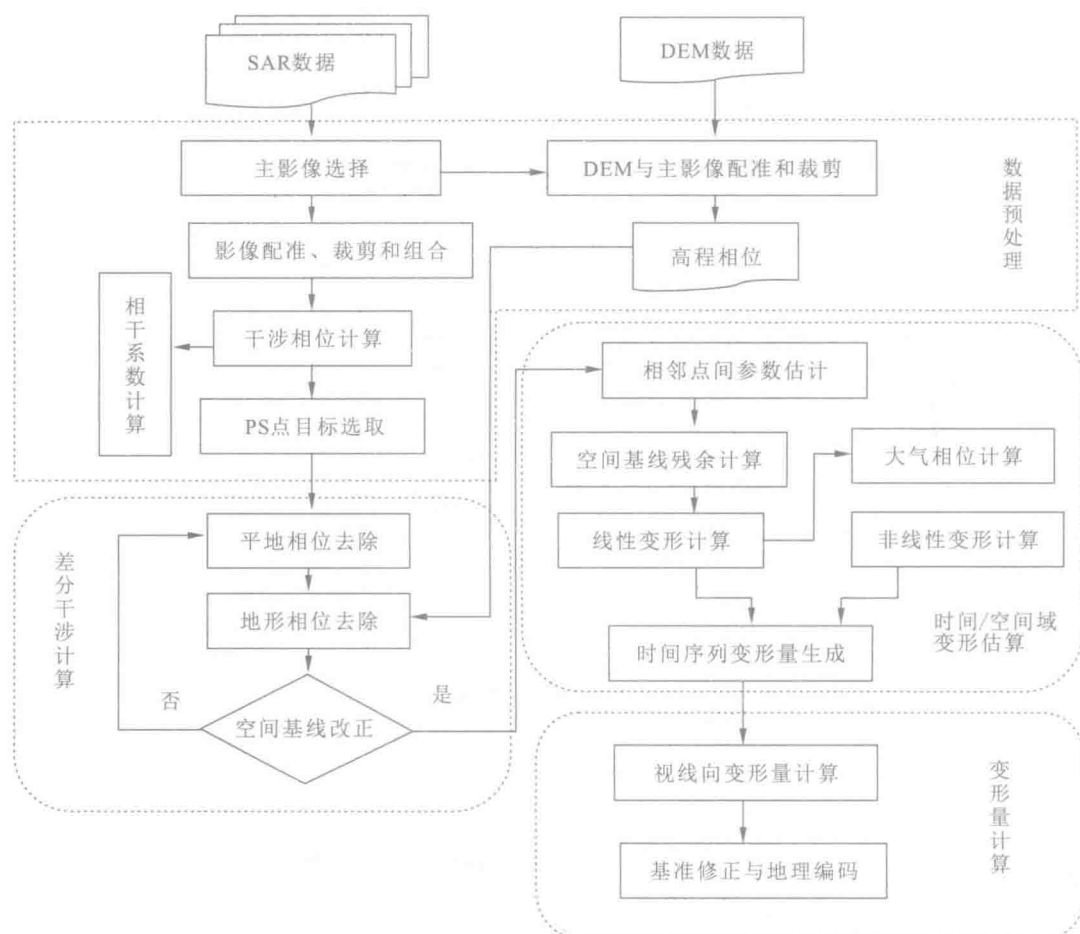 SAR数据
DEM数据
主影像选择
DEM与主影像配准和裁剪
数据预处理
影像配准、裁剪和组合
高程相位
相干系数计算
干涉相位计算
PS点目标选取
相邻点间参数估计
空间基线残余计算
大气相位计算
线性变形计算
非线性变形计算
时间/空间域
变形估算
时间序列变形量生成
差分干涉计算
平地相位去除
地形相位去除
否
是
空间基线改正
视线向变形量计算
变形量计算
基准修正与地理编码